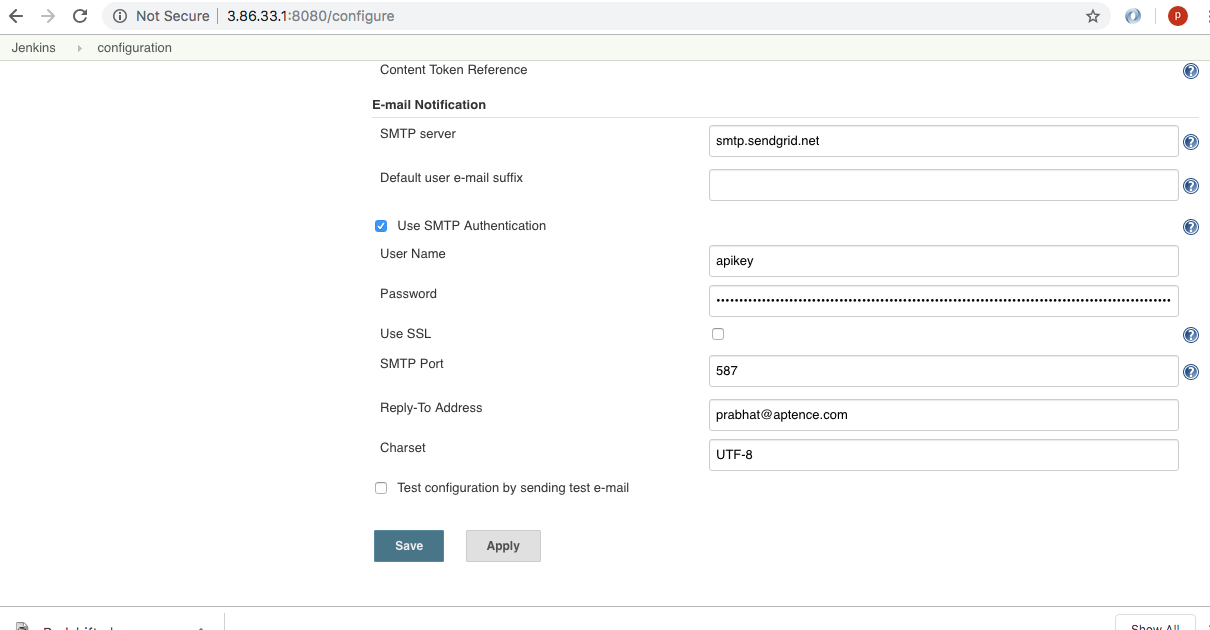 Not Secure | 3.86.33.1:8080/configure
P
Jenkins configuration
Content Token Reference
E-mail Notification
SMTP server
smtp.sendgrid.net
Default user e-mail suffix
Use SMTP Authentication
User Name
apikey
Password
Use SSL
SMTP Port
587
Reply-To Address
prabhat@aptence.com
Charset
UTF-8
Test configuration by sending test e-mail
Save Apply
Show All